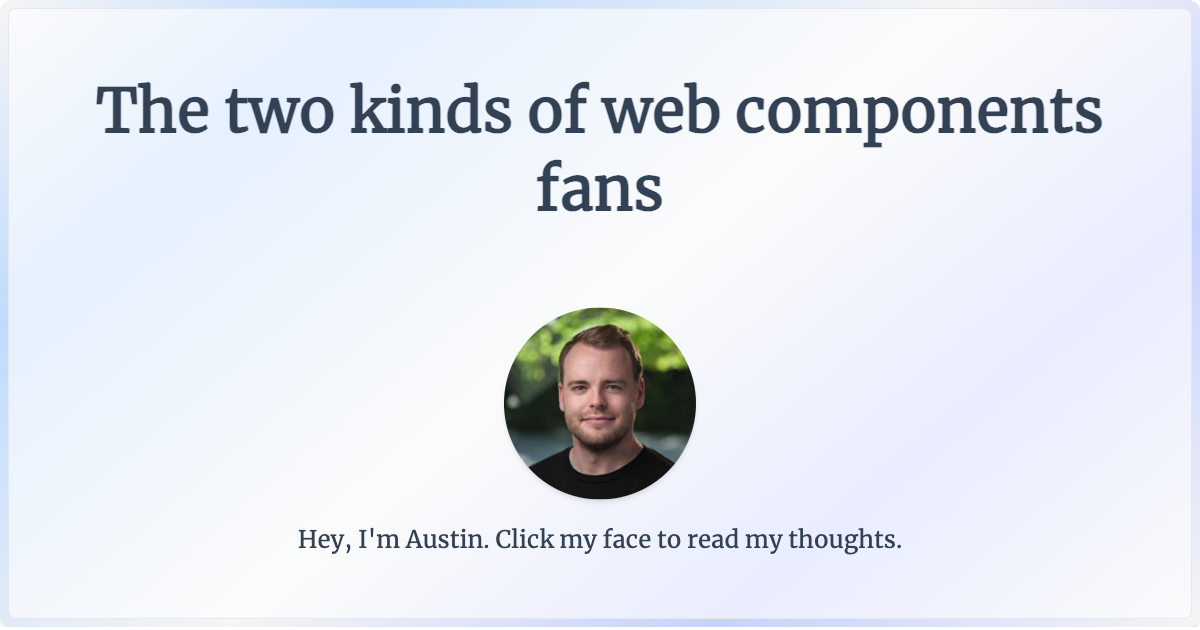 The two kinds of web components
fans
Hey, I'm Austin. Click my face to read my thoughts.